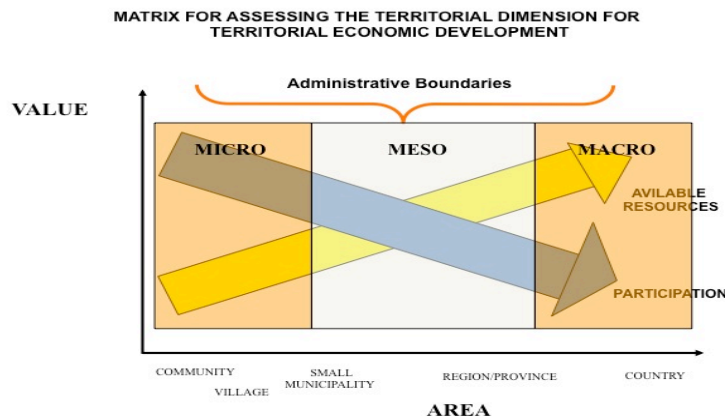 MATRIX FOR ASSESSING THE TERRITORIAL DIMENSION FOR
TERRITORIAL ECONOMIC DEVELOPMENT
Administrative Boundaries
VALUE
MICRO
MESO
MACRO
AVILABLE
RESOURCES
PARTICIPATION
COMMUNITY
VILLAGE
SMALL
MUNICIPALITY
REGION/PROVINCE
COUNTRY
AREA